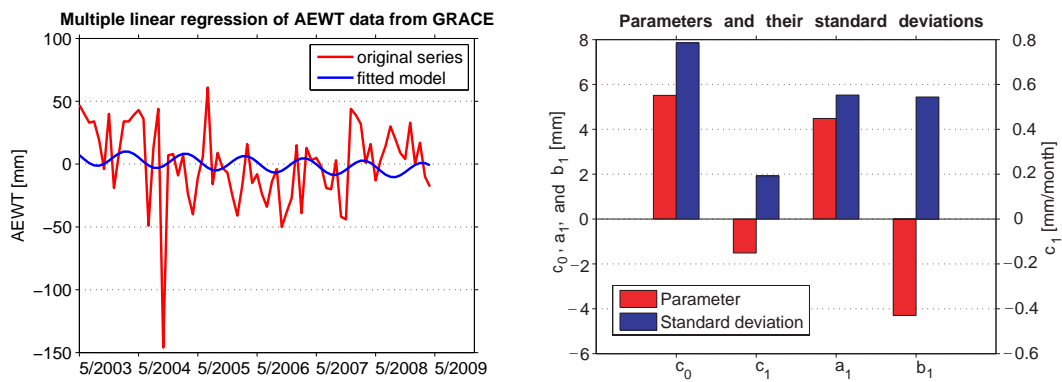 Multiple linear regression of AEWT data from GRACE
100
50
0
−50
−100
−150
AEWT [mm]
original series
fitted model
5/2003 5/2004 5/2005 5/2006 5/2007 5/2008 5/2009
Parameters and their standard deviations
8
6
4
2
0
−2
−4
−6
c0, a1, and b1 [mm]
0.8
0.6
0.4
0.2
0
−0.2
−0.4
−0.6
c1 [mm/month]
Parameter
Standard deviation
c0 c1 a1 b1